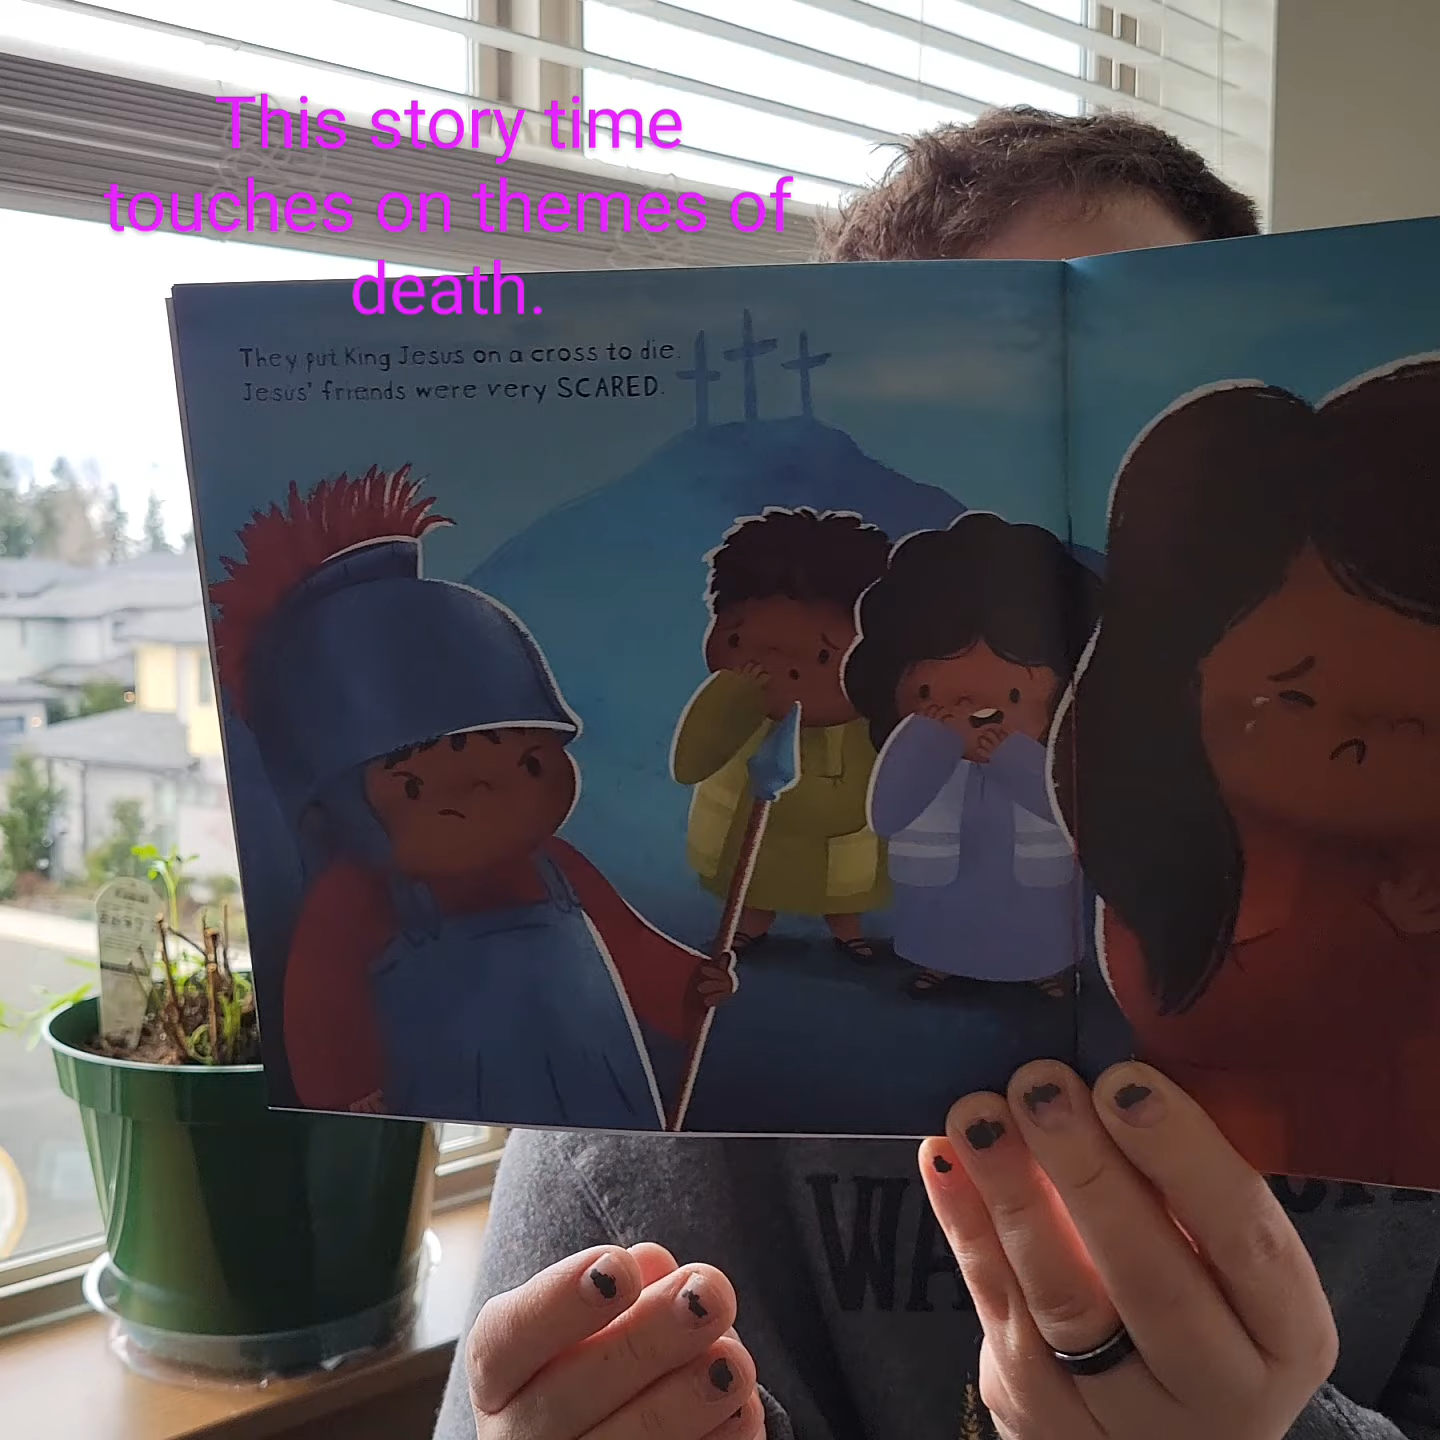 This story time
touches on themes of
death.
They put King Jesus on a cross to die.
Jesus' friends were very SCARED.
WA